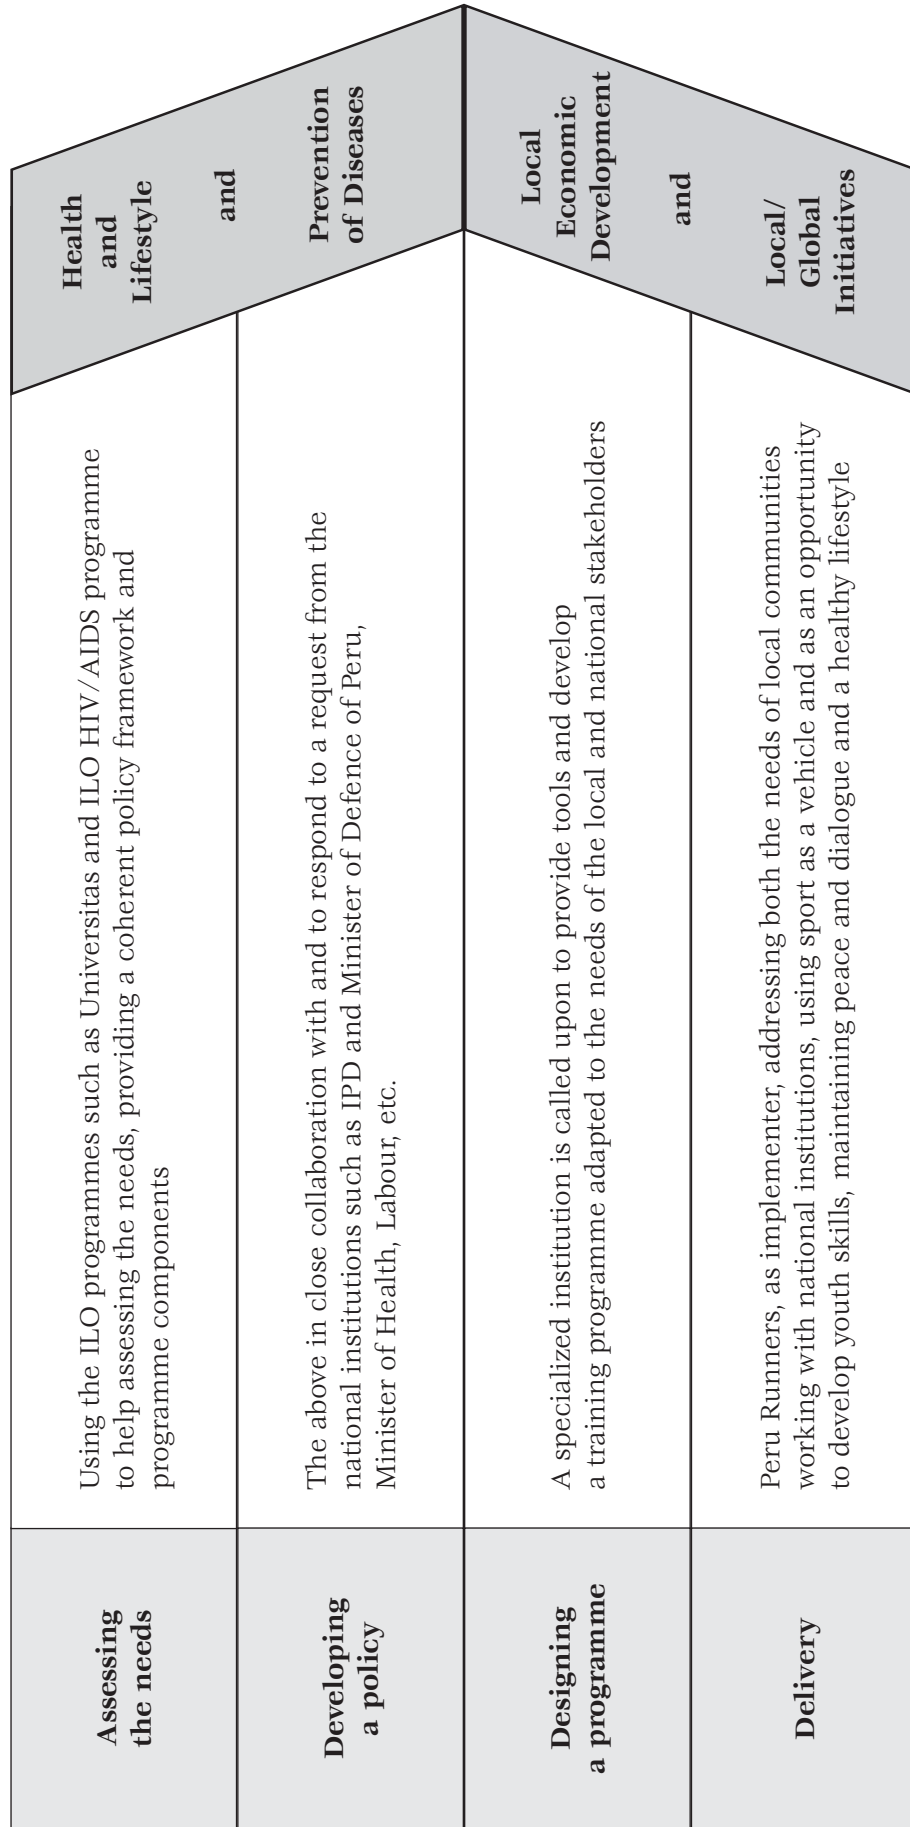 Assessing
the needs
Using the ILO programmes such as Universitas and ILO HIV/AIDS programme
to help assessing the needs, providing a coherent policy framework and
programme components
Health
and
Lifestyle
and
Prevention
of Diseases
Developing
a policy
The above in close collaboration with and to respond to a request from the
national institutions such as IPD and Minister of Defence of Peru,
Minister of Health, Labour, etc.
Designing
a programme
A specialized institution is called upon to provide tools and develop
a training programme adapted to the needs of the local and national stakeholders
Local
Economic
Development
and
Local/
Global
Initiatives
Delivery
Peru Runners, as implementer, addressing both the needs of local communities
working with national institutions, using sport as a vehicle and as an opportunity
to develop youth skills, maintaining peace and dialogue and a healthy lifestyle